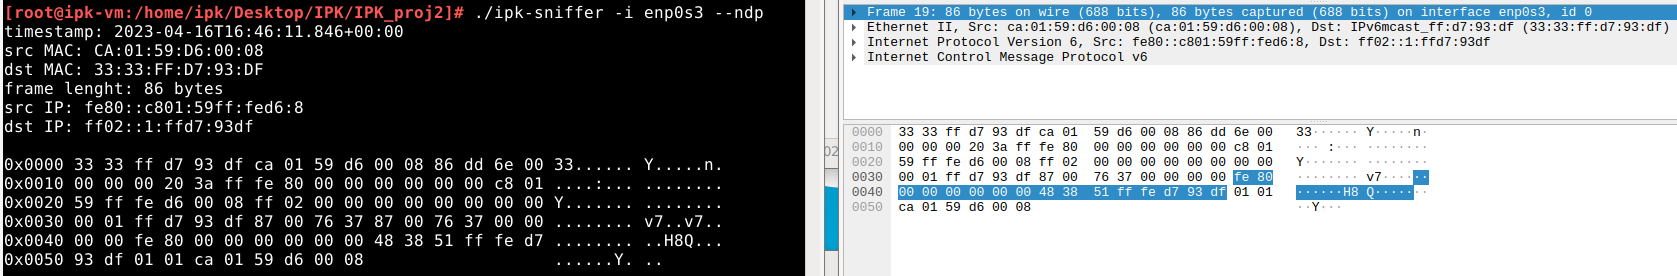 [root@ipk-vm:/home/ipk/Desktop/IPK/IPK_proj2]# ./ipk-sniffer -i enp0s3 --ndp
timestamp: 2023-04-16T16:46:11.846+00:00
src MAC: CA:01:59:D6:00:08
dst MAC: 33:33:FF:D7:93:DF
frame lenght: 86 bytes
src IP: fe80::c801:59ff:fed6:8
dst IP: ff02::1:ffd7:93df
0x0000 33 33 ff d7 93 df ca 01 59 d6 00 08 86 dd 6e 00 33...... Y.....n.
0x0010 00 00 00 20 3a ff fe 80 00 00 00 00 00 00 c8 01 ....:... ........
0x0020 59 ff fe d6 00 08 ff 02 00 00 00 00 00 00 00 00 Y....... ........
0x0030 00 01 ff d7 93 df 87 00 76 37 87 00 76 37 00 00 ........ v7..v7..
0x0040 00 00 fe 80 00 00 00 00 00 00 48 38 51 ff fe d7 ........ ..H8Q...
0x0050 93 df 01 01 ca 01 59 d6 00 08 ......Y. ..
02
Frame 19: 86 bytes on wire (688 bits), 86 bytes captured (688 bits) on interface enp0s3, id 0
Ethernet II, Src: ca:01:59:d6:00:08 (ca:01:59:d6:00:08), Dst: IPv6mcast_ff:d7:93:df (33:33:ff:d7:93:df)
Internet Protocol Version 6, Src: fe80::c801:59ff:fed6:8, Dst: ff02::1:ffd7:93df
Internet Control Message Protocol v6
0000 33 33 ff d7 93 df ca 01 59 d6 00 08 86 dd 6e 00 33······ Y·····n·
0010 00 00 00 20 3a ff fe 80 00 00 00 00 00 00 c8 01 ··· :··· ········
0020 59 ff fe d6 00 08 ff 02 00 00 00 00 00 00 00 00 Y······· ········
0030 00 01 ff d7 93 df 87 00 76 37 00 00 00 00 fe 80 ········ v7······
0040 00 00 00 00 00 00 48 38 51 ff fe d7 93 df 01 01 ······H8 Q·······
0050 ca 01 59 d6 00 08 ··Y···